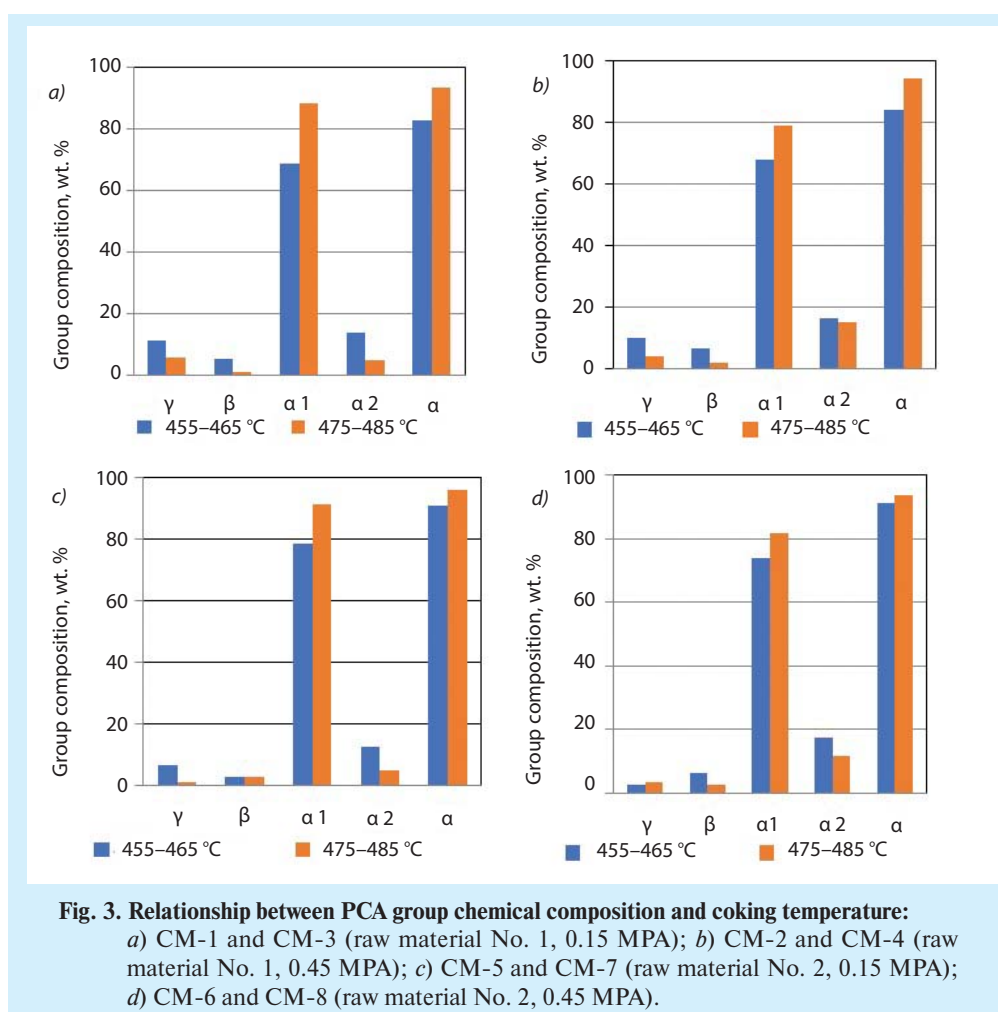 a)
Group composition, wt. %
100
80
60
40
20
0
γ β α 1 α 2 α
455–465 °C 475–485 °C
b)
Group composition, wt. %
100
80
60
40
20
0
γ β α 1 α 2 α
455–465 °C 475–485 °C
c)
Group composition, wt. %
100
80
60
40
20
0
γ β α 1 α 2 α
455–465 °C 475–485 °C
d)
Group composition, wt. %
100
80
60
40
20
0
γ β α1 α 2 α
455–465 °C 475–485 °C
Fig. 3. Relationship between PCA group chemical composition and coking temperature:
a) CM-1 and CM-3 (raw material No. 1, 0.15 MPA); b) CM-2 and CM-4 (raw
material No. 1, 0.45 MPA); c) CM-5 and CM-7 (raw material No. 2, 0.15 MPA);
d) CM-6 and CM-8 (raw material No. 2, 0.45 MPA).